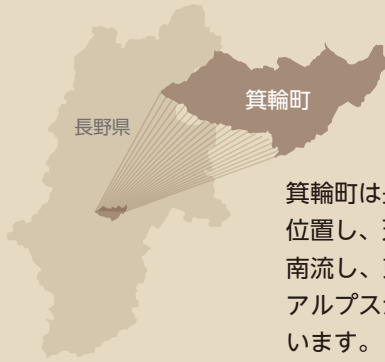 箕輪町
長野県
箕輪町は
位置し、
南流し、
アルプス
います。